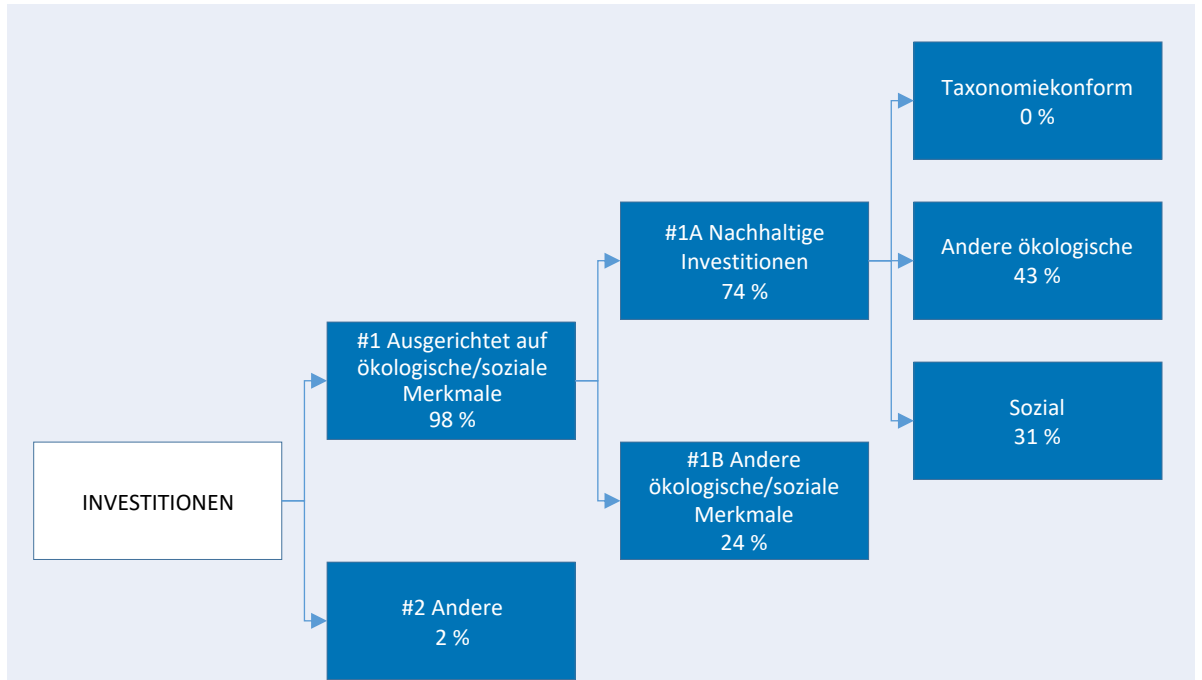 INVESTITIONEN
#1 Ausgerichtet auf
ökologische/soziale
Merkmale
98 %
#2 Andere
2 %
#1A Nachhaltige
Investitionen
74 %
#1B Andere
ökologische/soziale
Merkmale
24 %
Taxonomiekonform
0 %
Andere ökologische
43 %
Sozial
31 %